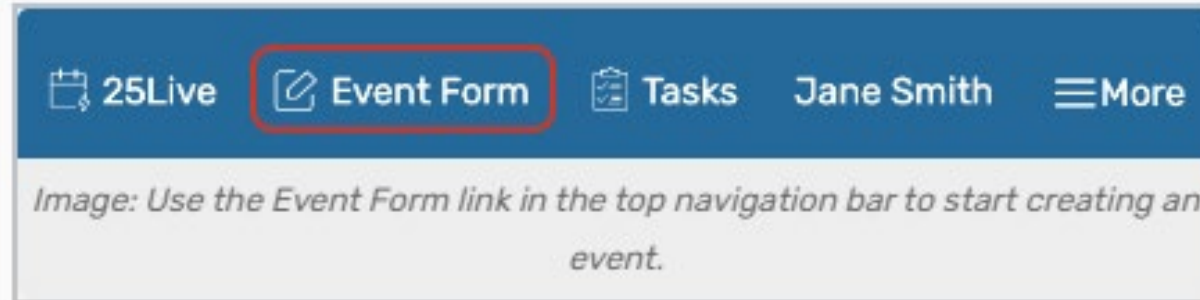 25Live Event Form Tasks Jane Smith More
Image: Use the Event Form link in the top navigation bar to start creating an
event.